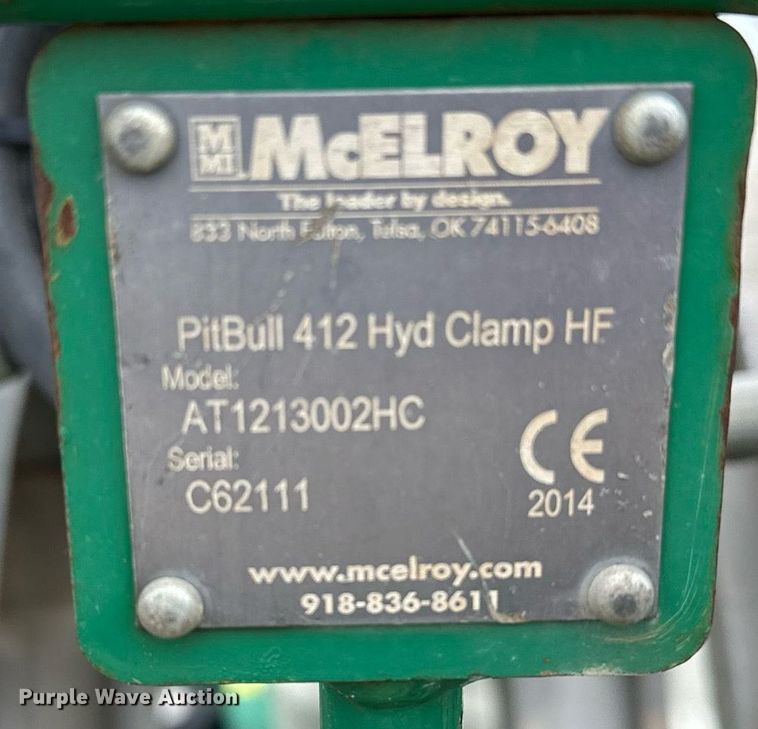 M
MI
McELROY
The leader by design.
833 North Fulton, Tulsa, OK 74115-6408
PitBull 412 Hyd Clamp HF
Model:
AT1213002HC
Serial:
C62111
CE
2014
www.mcelroy.com
918-836-8611
Purple Wave Auction